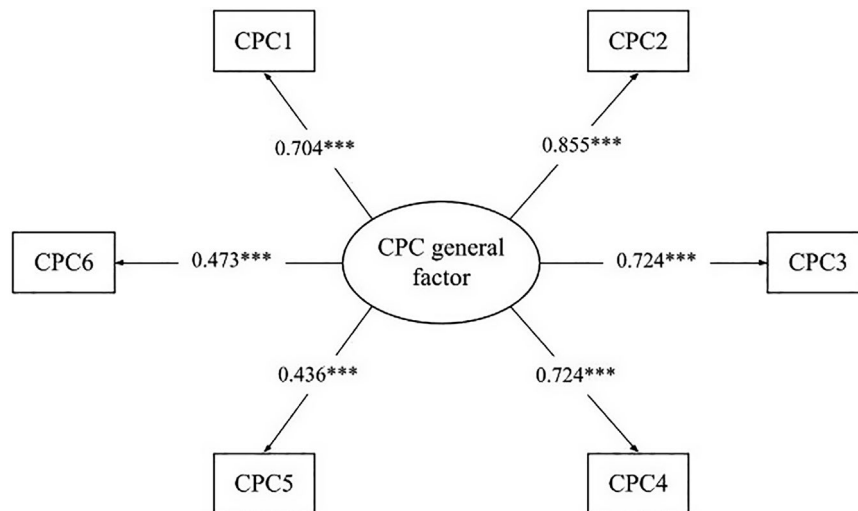 CPC1
CPC2
0.704***
0.855***
CPC general
factor
CPC6
0.473***
0.724***
CPC3
0.436***
0.724***
CPC5
CPC4